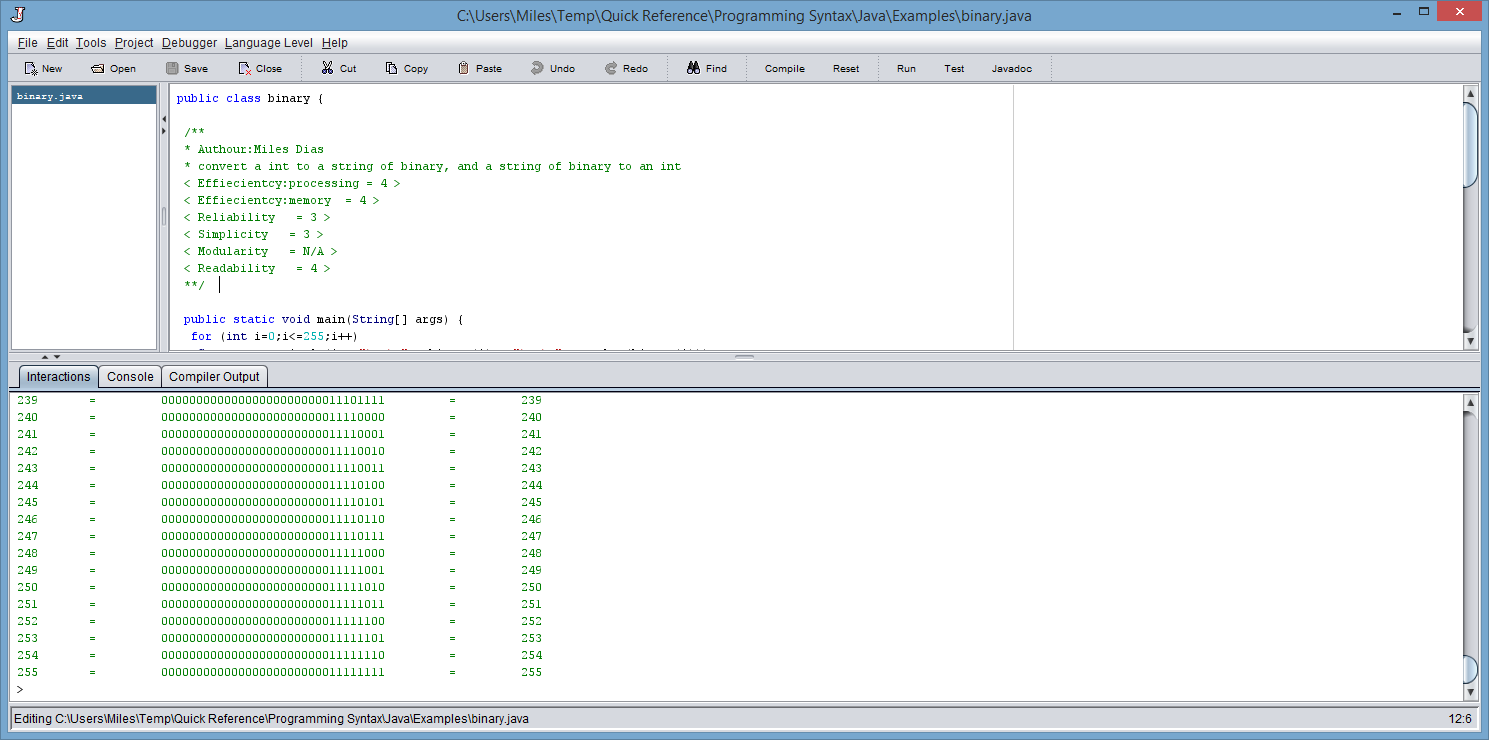 C:\Users\Miles\Temp\Quick Reference\Programming Syntax\Java\Examples\binary.java
File Edit Tools Project Debugger Language Level Help
New Open Save Close Cut Copy Paste Undo Redo Find Compile Reset Run Test Javadoc
binary.java
public class binary {
/**
* Authour:Miles Dias
* convert a int to a string of binary, and a string of binary to an int
< Effiecientcy:processing = 4 >
< Effiecientcy:memory = 4 >
< Reliability = 3 >
< Simplicity = 3 >
< Modularity = N/A >
< Readability = 4 >
**/
public static void main(String[] args) {
for (int i=0;i<=255;i++)
Interactions Console Compiler Output
239 = 00000000000000000000000011101111 = 239
240 = 00000000000000000000000011110000 = 240
241 = 00000000000000000000000011110001 = 241
242 = 00000000000000000000000011110010 = 242
243 = 00000000000000000000000011110011 = 243
244 = 00000000000000000000000011110100 = 244
245 = 00000000000000000000000011110101 = 245
246 = 00000000000000000000000011110110 = 246
247 = 00000000000000000000000011110111 = 247
248 = 00000000000000000000000011111000 = 248
249 = 00000000000000000000000011111001 = 249
250 = 00000000000000000000000011111010 = 250
251 = 00000000000000000000000011111011 = 251
252 = 00000000000000000000000011111100 = 252
253 = 00000000000000000000000011111101 = 253
254 = 00000000000000000000000011111110 = 254
255 = 00000000000000000000000011111111 = 255
>
Editing C:\Users\Miles\Temp\Quick Reference\Programming Syntax\Java\Examples\binary.java 12:6